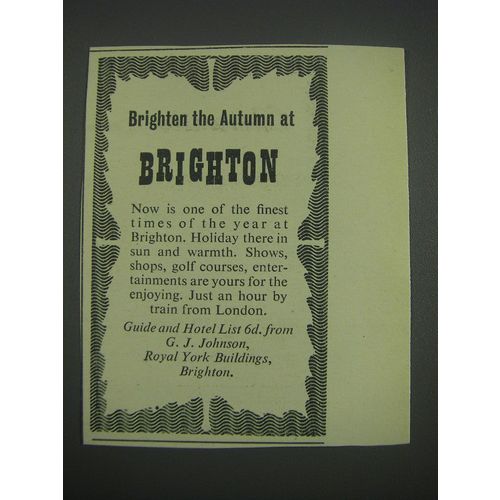 Brighten the Autumn at
BRIGHTON
Now is one of the finest
times of the year at
Brighton. Holiday there in
sun and warmth. Shows,
shops, golf courses, enter-
tainments are yours for the
enjoying. Just an hour by
train from London.
Guide and Hotel List 6d. from
G. J. Johnson,
Royal York Buildings,
Brighton.